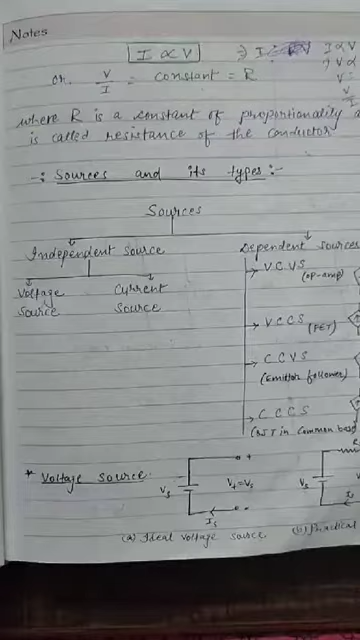 Notes
I ∝ V
I ∝ V
V ∝
or, V/I = constant = R
V =
V/I
where R is a constant of proportionality
is called resistance of the conductor
-: Sources and its types :-
Sources
Independent source
Dependent sources
Voltage source
Current source
→ VCVS (OP-amp)
→ VCCS (FET)
→ CCVS (Emitter follower)
→ CCCS (BJT in Common base
* Voltage source.
Vs
+
Vt=Vs
Is
-
R
Vs
(a) Ideal Voltage source
(b) Practical